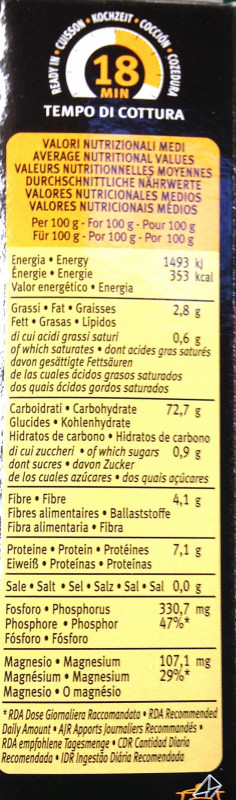 READY IN • CUISSON • KOCHZEIT • COCCIÓN • COZEDURA
18
MIN
TEMPO DI COTTURA
VALORI NUTRIZIONALI MEDI
AVERAGE NUTRITIONAL VALUES
VALEURS NUTRITIONNELLES MOYENNES
DURCHSCHNITTLICHE NÄHRWERTE
VALORES NUTRICIONALES MEDIOS
VALORES NUTRICIONAIS MÉDIOS
Per 100 g - For 100 g - Pour 100 g
Für 100 g - Por 100 g - Por 100 g
Energia • Energy 1493 kJ
Énergie • Energie 353 kcal
Valor energético • Energia
Grassi • Fat • Graisses 2,8 g
Fett • Grasas • Lípidos
di cui acidi grassi saturi 0,6 g
of which saturates • dont acides gras saturés
davon gesättigte Fettsäuren
de las cuales ácidos grasos saturados
dos quais ácidos gordos saturados
Carboidrati • Carbohydrate 72,7 g
Glucides • Kohlenhydrate
Hidratos de carbono • Hidratos de carbono
di cui zuccheri • of which sugars 0,9 g
dont sucres • davon Zucker
de los cuales azúcares • dos quais açúcares
Fibre • Fibre 4,1 g
Fibres alimentaires • Ballaststoffe
Fibra alimentaria • Fibra
Proteine • Protein • Protéines 7,1 g
Eiweiß • Proteínas • Proteínas
Sale • Salt • Sel • Salz • Sal • Sal 0,0 g
Fosforo • Phosphorus 330,7 mg
Phosphore • Phosphor 47%*
Fósforo • Fósforo
Magnesio • Magnesium 107,1 mg
Magnésium • Magnesium 29%*
Magnesio • O magnésio
* RDA Dose Giornaliera Raccomandata • RDA Recommended
Daily Amount • AJR Apports Journaliers Recommandés •
RDA empfohlene Tagesmenge • CDR Cantidad Diaria
Recomendada • IDR Ingestão Diária Recomendada